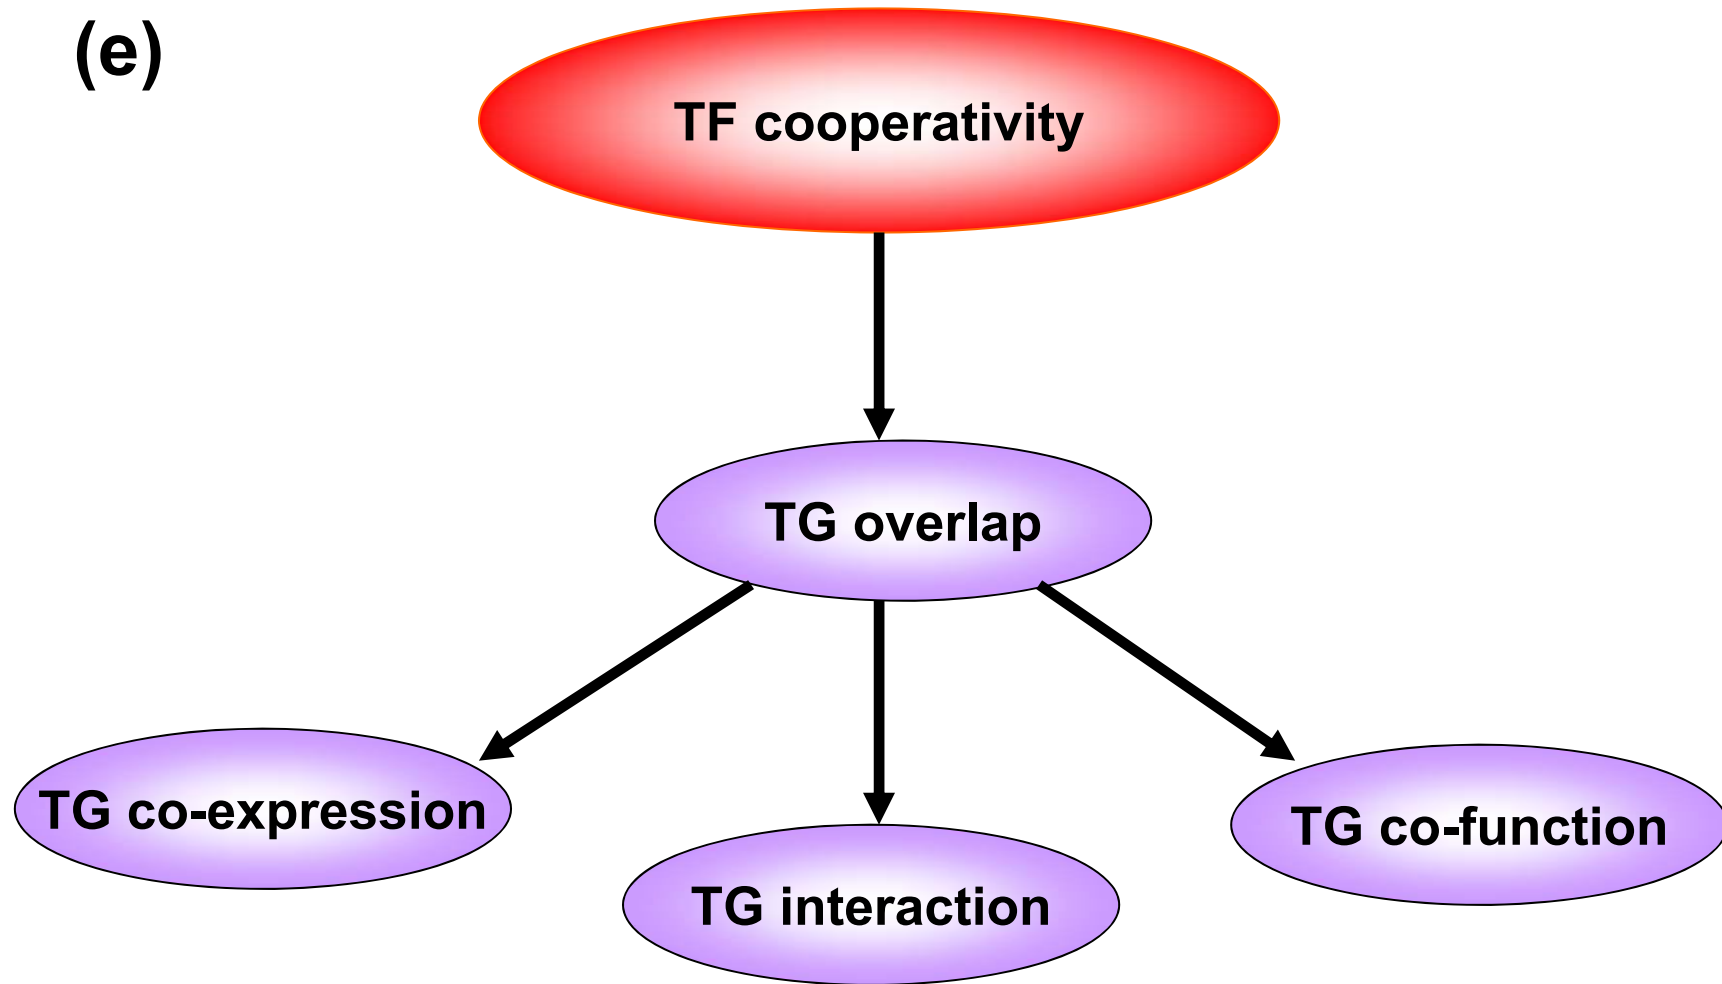 (e)
TF cooperativity
TG overlap
TG co-expression
TG co-function
TG interaction